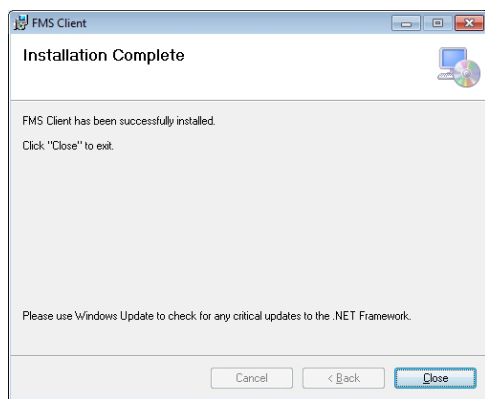 FMS Client
Installation Complete
FMS Client has been successfully installed.
Click "Close" to exit.
Please use Windows Update to check for any critical updates to the .NET Framework.
Cancel
< Back
Close